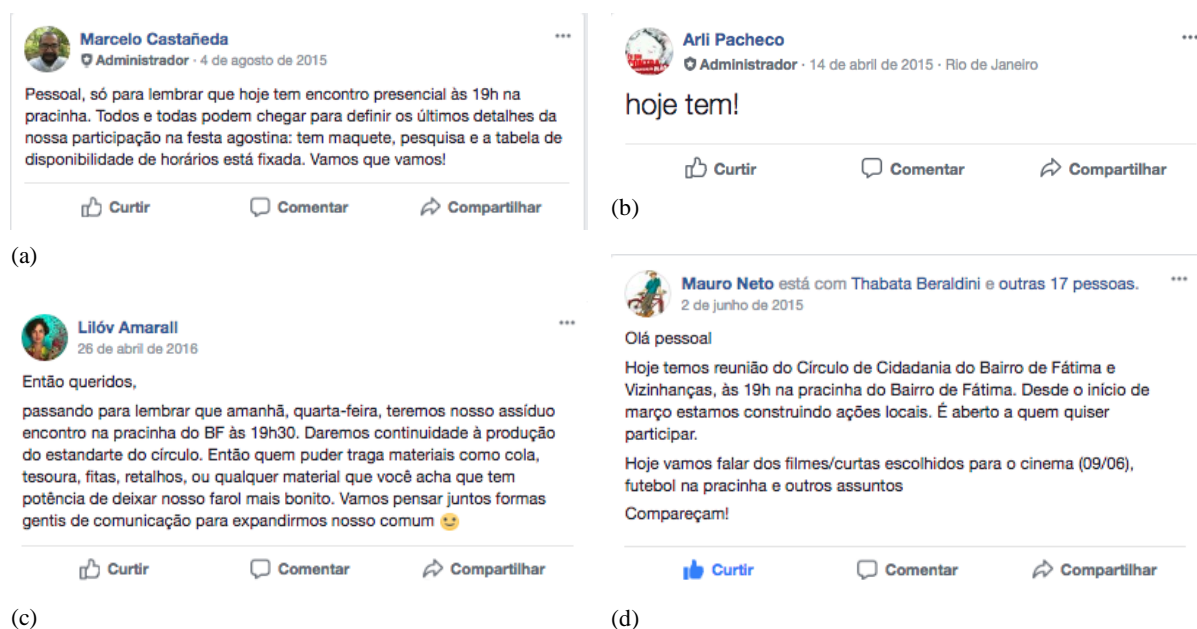 Marcelo Castañeda
Administrador · 4 de agosto de 2015
Pessoal, só para lembrar que hoje tem encontro presencial às 19h na
pracinha. Todos e todas podem chegar para definir os últimos detalhes da
nossa participação na festa agostina: tem maquete, pesquisa e a tabela de
disponibilidade de horários está fixada. Vamos que vamos!
Curtir Comentar Compartilhar
(a)
Arli Pacheco
Administrador · 14 de abril de 2015 · Rio de Janeiro
hoje tem!
Curtir Comentar Compartilhar
(b)
Lilóv Amarall
26 de abril de 2016
Então queridos,
passando para lembrar que amanhã, quarta-feira, teremos nosso assíduo
encontro na pracinha do BF às 19h30. Daremos continuidade à produção
do estandarte do círculo. Então quem puder traga materiais como cola,
tesoura, fitas, retalhos, ou qualquer material que você acha que tem
potência de deixar nosso farol mais bonito. Vamos pensar juntos formas
gentis de comunicação para expandirmos nosso comum
Curtir Comentar Compartilhar
(c)
Mauro Neto está com Thabata Beraldini e outras 17 pessoas.
2 de junho de 2015
Olá pessoal
Hoje temos reunião do Círculo de Cidadania do Bairro de Fátima e
Vizinhanças, às 19h na pracinha do Bairro de Fátima. Desde o início de
março estamos construindo ações locais. É aberto a quem quiser
participar.
Hoje vamos falar dos filmes/curtas escolhidos para o cinema (09/06),
futebol na pracinha e outros assuntos
Compareçam!
Curtir Comentar Compartilhar
(d)